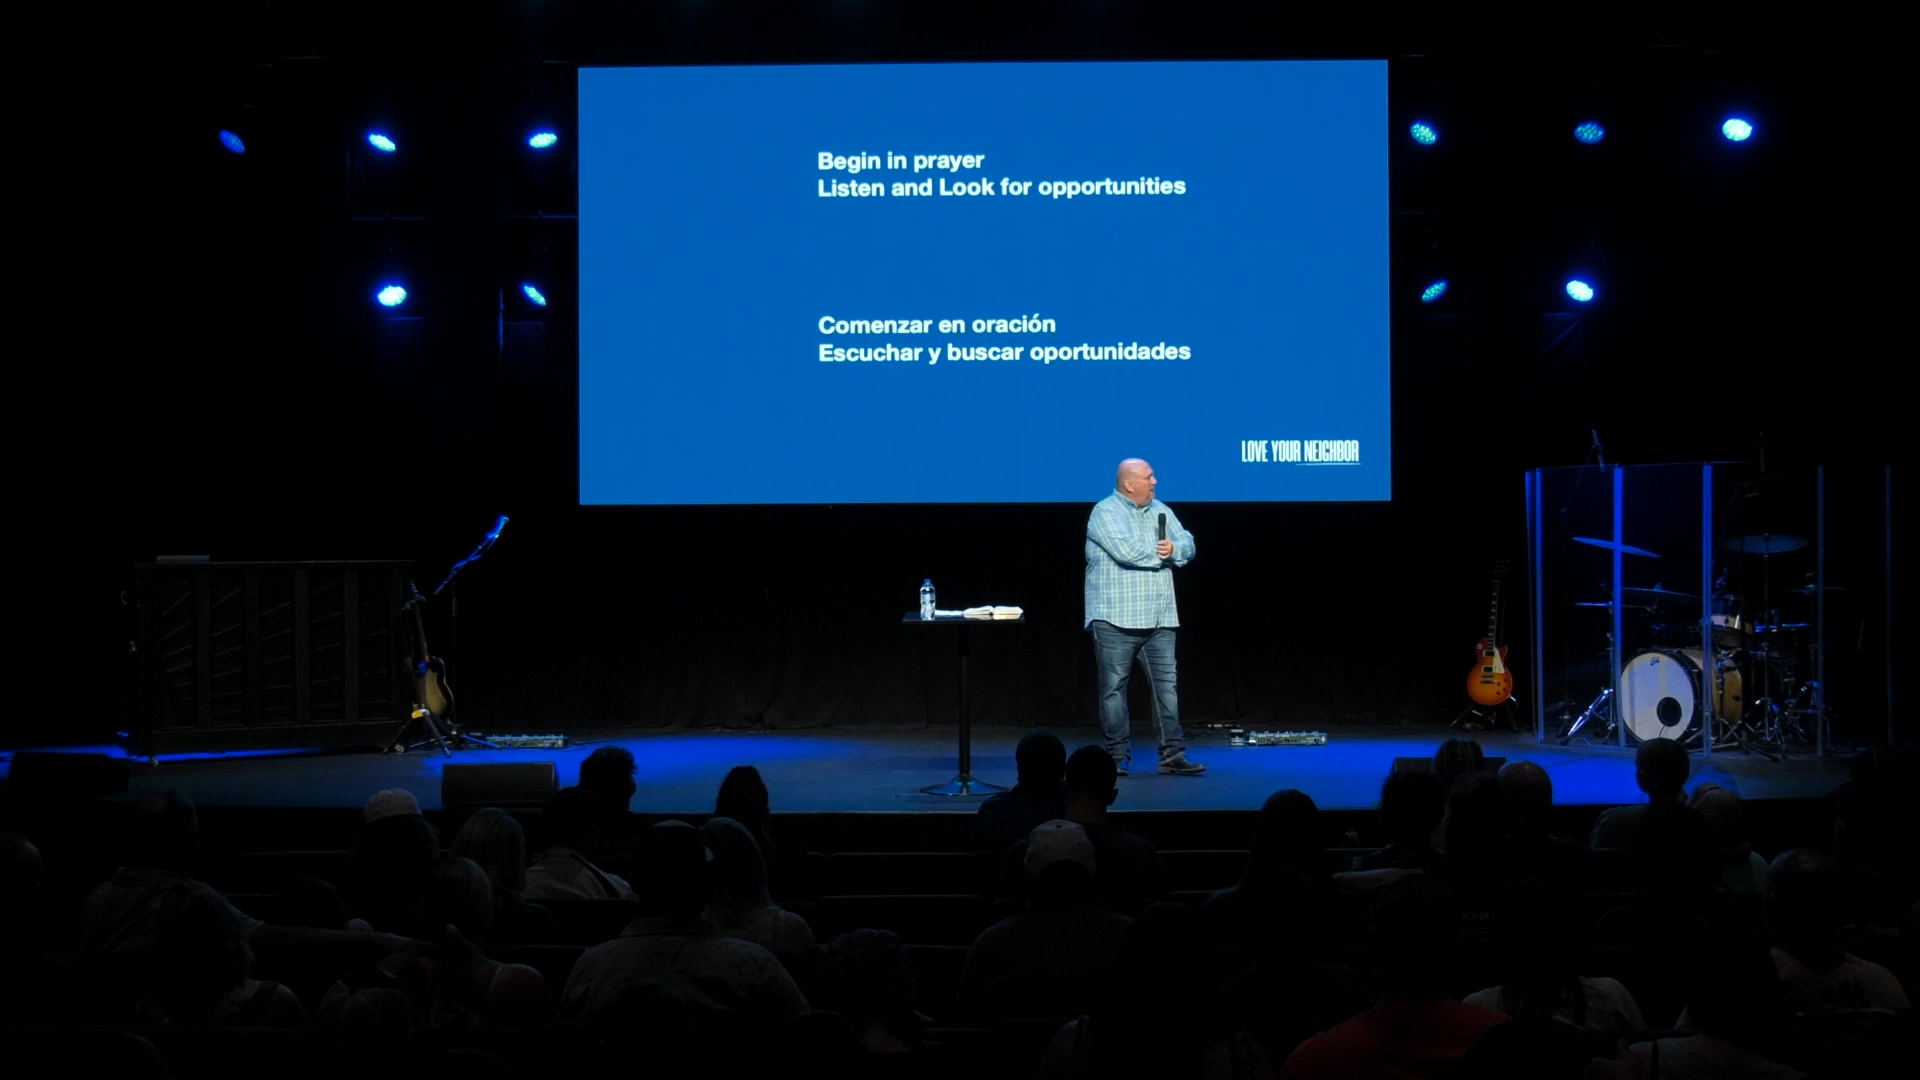 Begin in prayer
Listen and Look for opportunities
Comenzar en oración
Escuchar y buscar oportunidades
LOVE YOUR NEIGHBOR